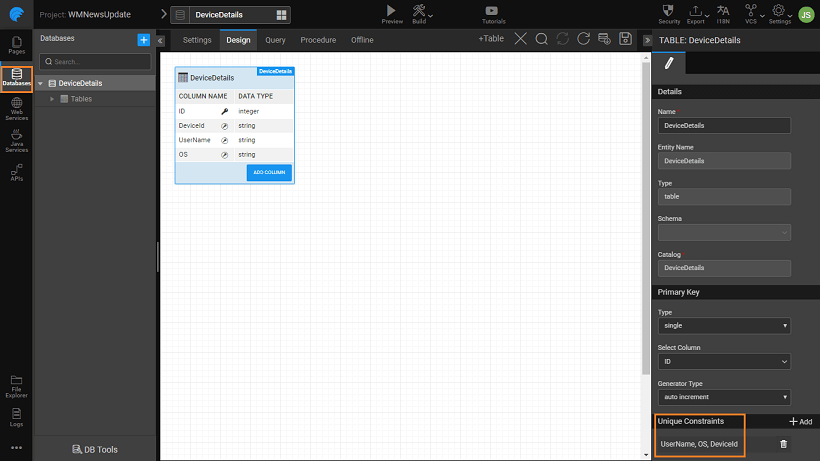 Project: WMNewsUpdate
DeviceDetails
Preview
Build
Tutorials
Security
Export
I18N
VCS
Settings
JS
Pages
Databases
Web
Services
Java
Services
APIs
File
Explorer
Logs
Databases
Search...
DeviceDetails
Tables
DB Tools
Settings
Design
Query
Procedure
Offline
+Table
DeviceDetails
DeviceDetails
COLUMN NAME DATA TYPE
ID integer
DeviceId string
UserName string
OS string
ADD COLUMN
TABLE: DeviceDetails
Details
Name *
DeviceDetails
Entity Name
DeviceDetails
Type
table
Schema
Catalog *
DeviceDetails
Primary Key
Type
single
Select Column
ID
Generator Type
auto increment
Unique Constraints
+ Add
UserName, OS, DeviceId